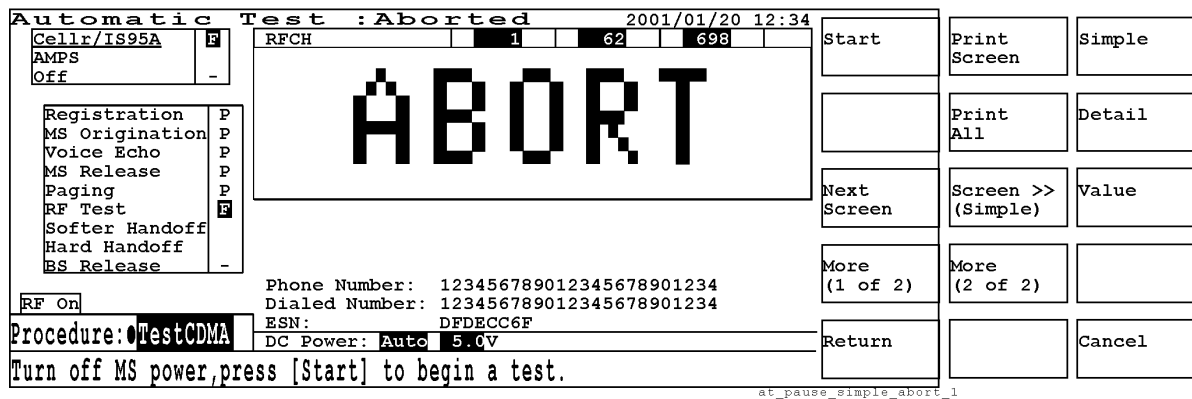 Automatic Test :Aborted 2001/01/20 12:34
Cellr/IS95A F
AMPS
Off -
RFCH 1 62 698
ABORT
Registration P
MS Origination P
Voice Echo P
MS Release P
Paging P
RF Test F
Softer Handoff
Hard Handoff
BS Release -
Phone Number: 123456789012345678901234
Dialed Number: 123456789012345678901234
ESN: DFDECC6F
DC Power: Auto 5.0V
RF On
Procedure:●TestCDMA
Turn off MS power,press [Start] to begin a test.
Start
Next
Screen
More
(1 of 2)
Return
Print
Screen
Print
All
Screen >>
(Simple)
More
(2 of 2)
Simple
Detail
Value
Cancel
at_pause_simple_abort_1